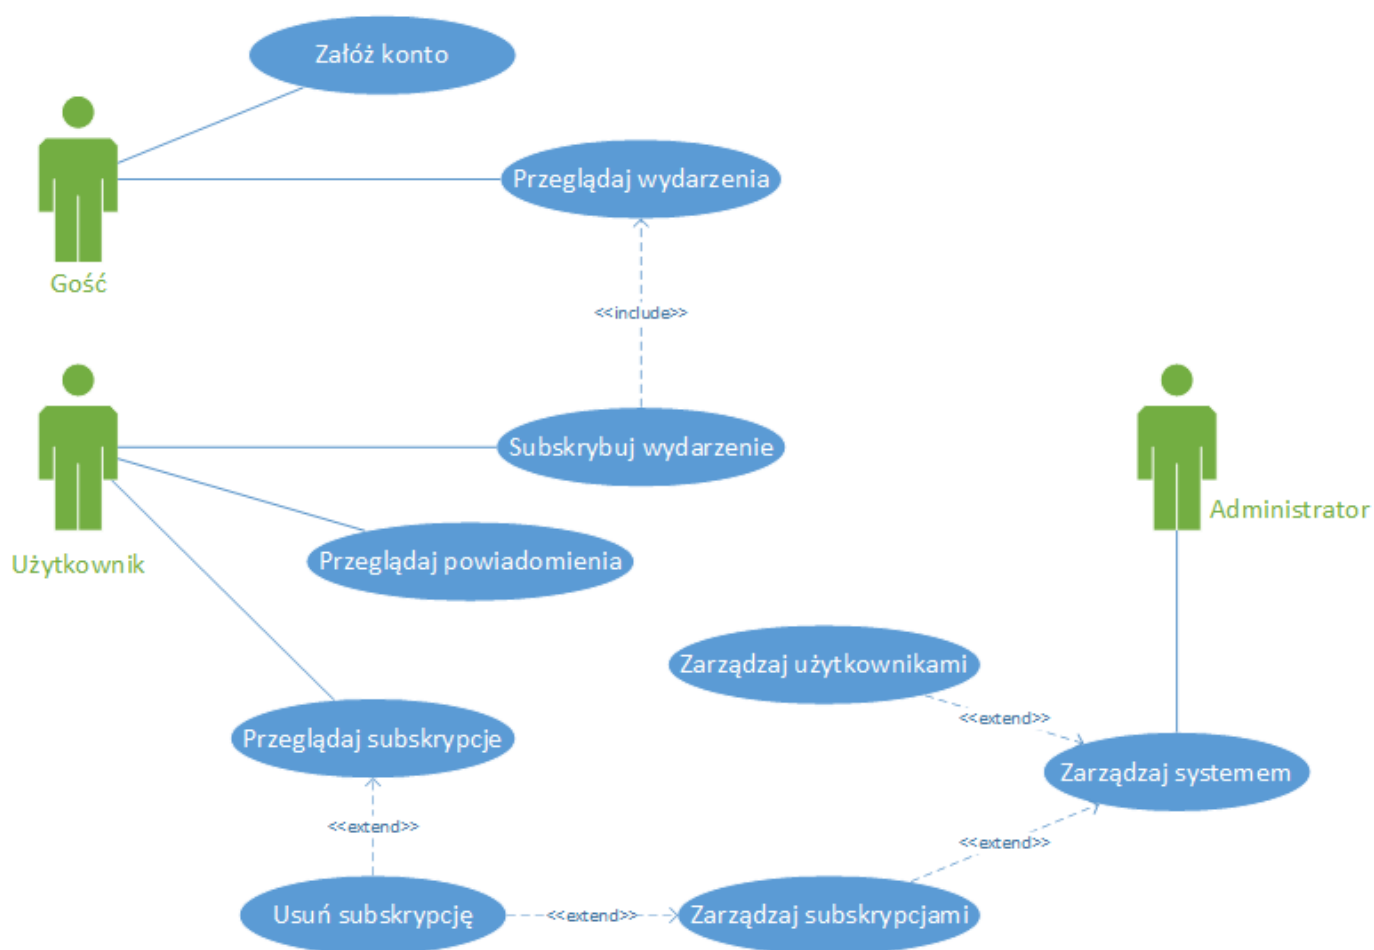 Załóż konto
Przeglądaj wydarzenia
Gość
<<include>>
Subskrybuj wydarzenie
Administrator
Użytkownik
Przeglądaj powiadomienia
Zarządzaj użytkownikami
<<extend>>
Przeglądaj subskrypcje
Zarządzaj systemem
<<extend>>
<<extend>>
Usuń subskrypcję
<<extend>>
Zarządzaj subskrypcjami